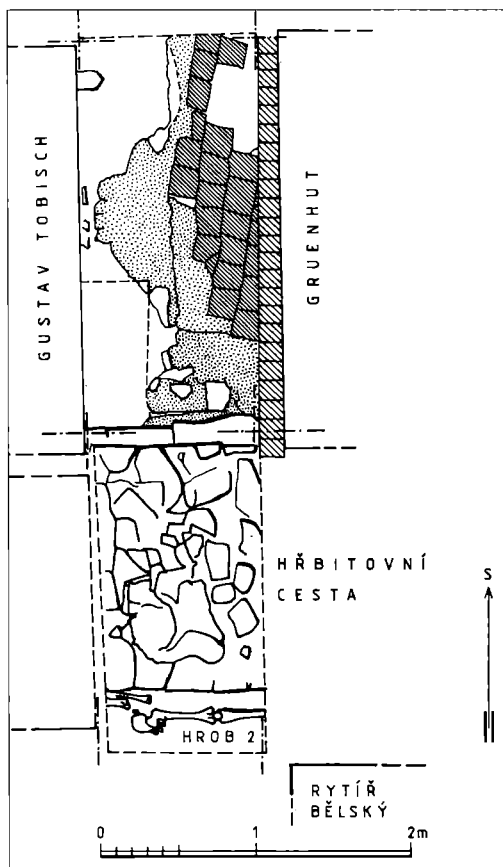 GUSTAV TOBISCH
GRUENHUT
HŘBITOVNÍ
CESTA
S
HROB 2
RYTÍŘ
BĚLSKÝ
0 1 2m